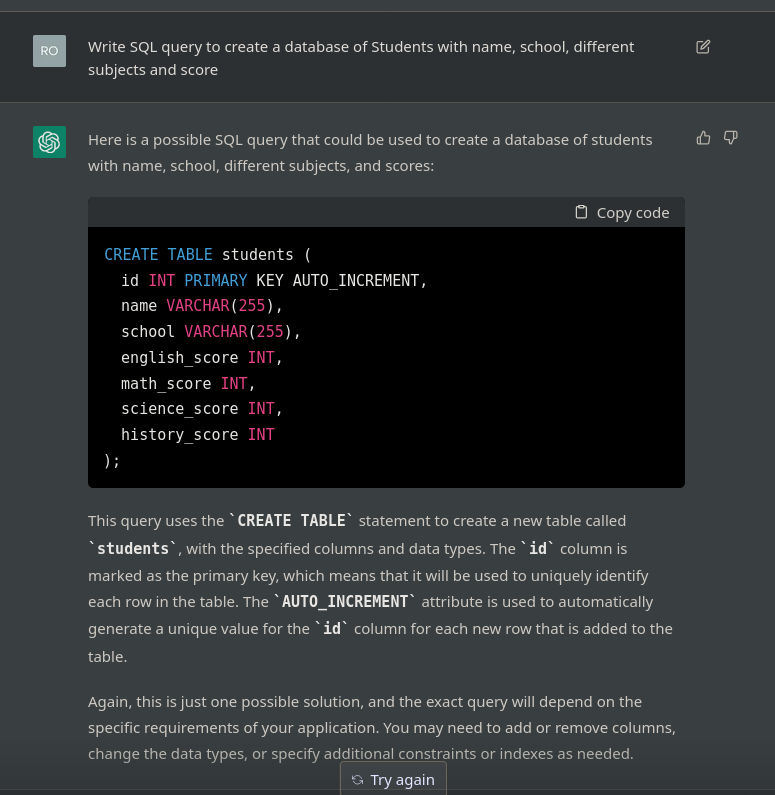 RO
Write SQL query to create a database of Students with name, school, different
subjects and score
Here is a possible SQL query that could be used to create a database of students
with name, school, different subjects, and scores:
Copy code
CREATE TABLE students (
  id INT PRIMARY KEY AUTO_INCREMENT,
  name VARCHAR(255),
  school VARCHAR(255),
  english_score INT,
  math_score INT,
  science_score INT,
  history_score INT
);
This query uses the `CREATE TABLE` statement to create a new table called
`students`, with the specified columns and data types. The `id` column is
marked as the primary key, which means that it will be used to uniquely identify
each row in the table. The `AUTO_INCREMENT` attribute is used to automatically
generate a unique value for the `id` column for each new row that is added to the
table.
Again, this is just one possible solution, and the exact query will depend on the
specific requirements of your application. You may need to add or remove columns,
change the data types, or specify additional constraints or indexes as needed.
Try again